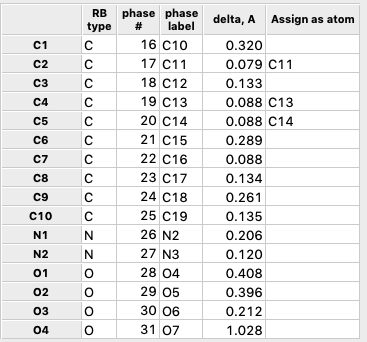 RB type phase # phase label delta, A Assign as atom
C1 C 16 C10 0.320
C2 C 17 C11 0.079 C11
C3 C 18 C12 0.133
C4 C 19 C13 0.088 C13
C5 C 20 C14 0.088 C14
C6 C 21 C15 0.289
C7 C 22 C16 0.088
C8 C 23 C17 0.134
C9 C 24 C18 0.261
C10 C 25 C19 0.135
N1 N 26 N2 0.206
N2 N 27 N3 0.120
O1 O 28 O4 0.408
O2 O 29 O5 0.396
O3 O 30 O6 0.212
O4 O 31 O7 1.028